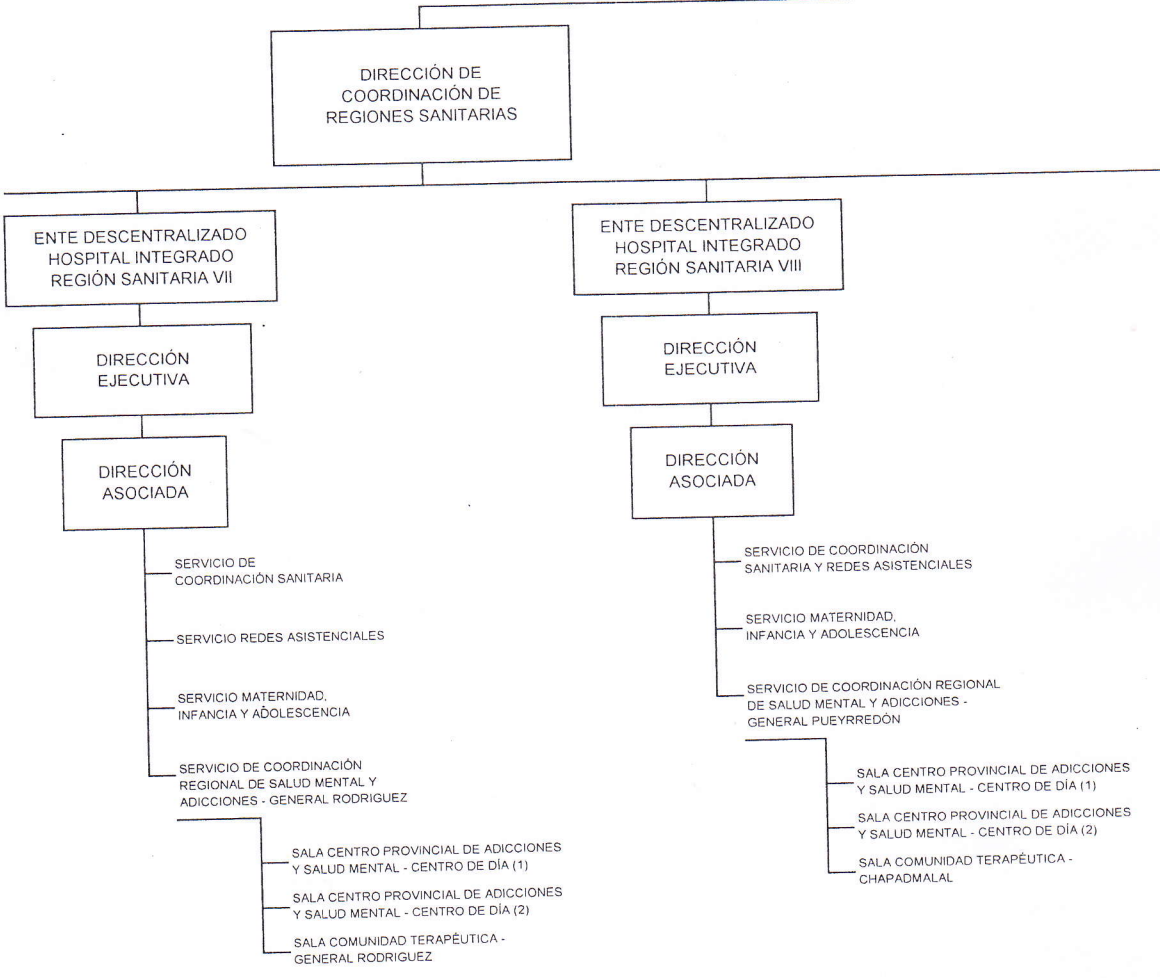 DIRECCIÓN DE
COORDINACIÓN DE
REGIONES SANITARIAS
ENTE DESCENTRALIZADO
HOSPITAL INTEGRADO
REGIÓN SANITARIA VII
DIRECCIÓN
EJECUTIVA
DIRECCIÓN
ASOCIADA
SERVICIO DE
COORDINACIÓN SANITARIA
SERVICIO REDES ASISTENCIALES
SERVICIO MATERNIDAD,
INFANCIA Y ADOLESCENCIA
SERVICIO DE COORDINACIÓN
REGIONAL DE SALUD MENTAL Y
ADICCIONES - GENERAL RODRIGUEZ
SALA CENTRO PROVINCIAL DE ADICCIONES
Y SALUD MENTAL - CENTRO DE DÍA (1)
SALA CENTRO PROVINCIAL DE ADICCIONES
Y SALUD MENTAL - CENTRO DE DÍA (2)
SALA COMUNIDAD TERAPÉUTICA -
GENERAL RODRIGUEZ
ENTE DESCENTRALIZADO
HOSPITAL INTEGRADO
REGIÓN SANITARIA VIII
DIRECCIÓN
EJECUTIVA
DIRECCIÓN
ASOCIADA
SERVICIO DE COORDINACIÓN
SANITARIA Y REDES ASISTENCIALES
SERVICIO MATERNIDAD,
INFANCIA Y ADOLESCENCIA
SERVICIO DE COORDINACIÓN REGIONAL
DE SALUD MENTAL Y ADICCIONES -
GENERAL PUEYRREDÓN
SALA CENTRO PROVINCIAL DE ADICCIONES
Y SALUD MENTAL - CENTRO DE DÍA (1)
SALA CENTRO PROVINCIAL DE ADICCIONES
Y SALUD MENTAL - CENTRO DE DÍA (2)
SALA COMUNIDAD TERAPÉUTICA -
CHAPADMALAL